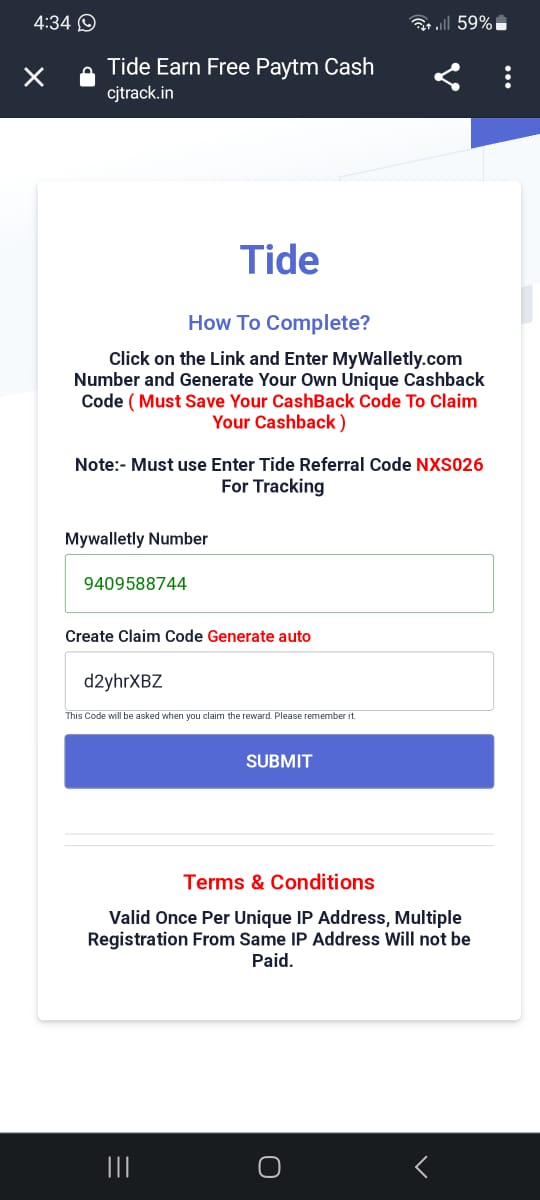 4:34 59%
Tide Earn Free Paytm Cash
cjtrack.in
Tide
How To Complete?
Click on the Link and Enter MyWalletly.com
Number and Generate Your Own Unique Cashback
Code ( Must Save Your CashBack Code To Claim
Your Cashback )
Note:- Must use Enter Tide Referral Code NXS026
For Tracking
Mywalletly Number
9409588744
Create Claim Code Generate auto
d2yhrXBZ
This Code will be asked when you claim the reward. Please remember it.
SUBMIT
Terms & Conditions
Valid Once Per Unique IP Address, Multiple
Registration From Same IP Address Will not be
Paid.